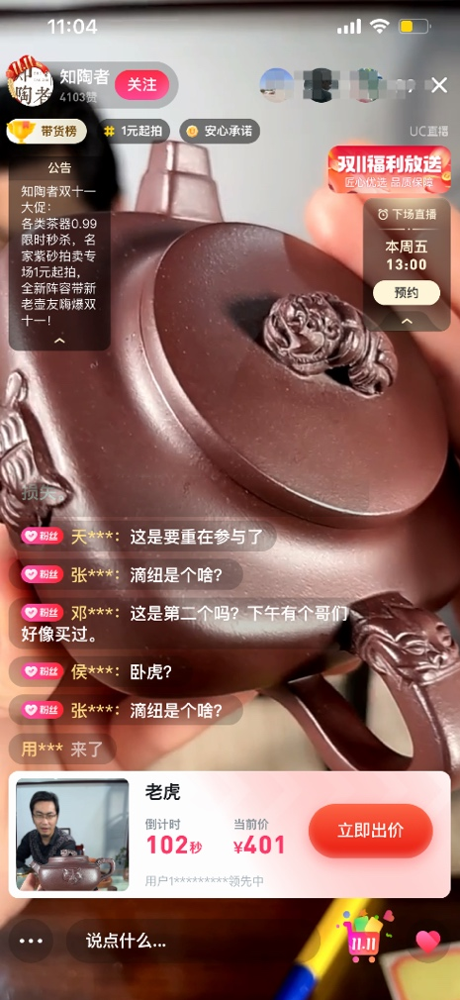 11:04
知陶者
4103赞
关注
带货榜
1元起拍
安心承诺
UC直播
公告
知陶者双十一
大促：
各类茶器0.99
限时秒杀，名
家紫砂拍卖专
场1元起拍，
全新阵容带新
老壶友嗨爆双
十一！
双11福利放送
匠心优选 品质保障
下场直播
本周五
13:00
预约
粉丝 天***：这是要重在参与了
粉丝 张***：滴纽是个啥？
粉丝 邓***：这是第二个吗？下午有个哥们
好像买过。
粉丝 侯***：卧虎？
粉丝 张***：滴纽是个啥？
用*** 来了
老虎
倒计时 当前价
102秒 ¥401
立即出价
用户1*********领先中
说点什么...
11.11